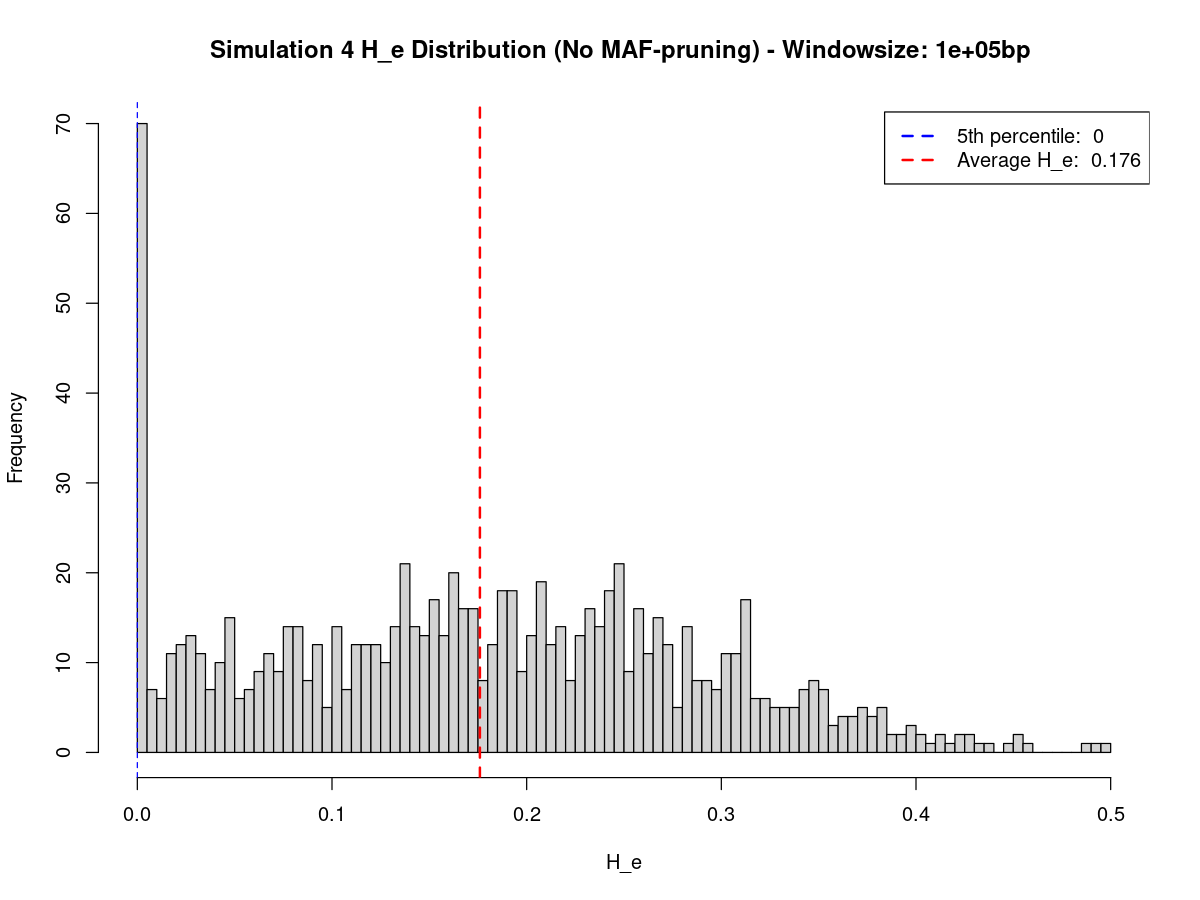 Simulation 4 H_e Distribution (No MAF-pruning) - Windowsize: 1e+05bp
5th percentile:  0
Average H_e:  0.176
Frequency
70
60
50
40
30
20
10
0
0.0 0.1 0.2 0.3 0.4 0.5
H_e